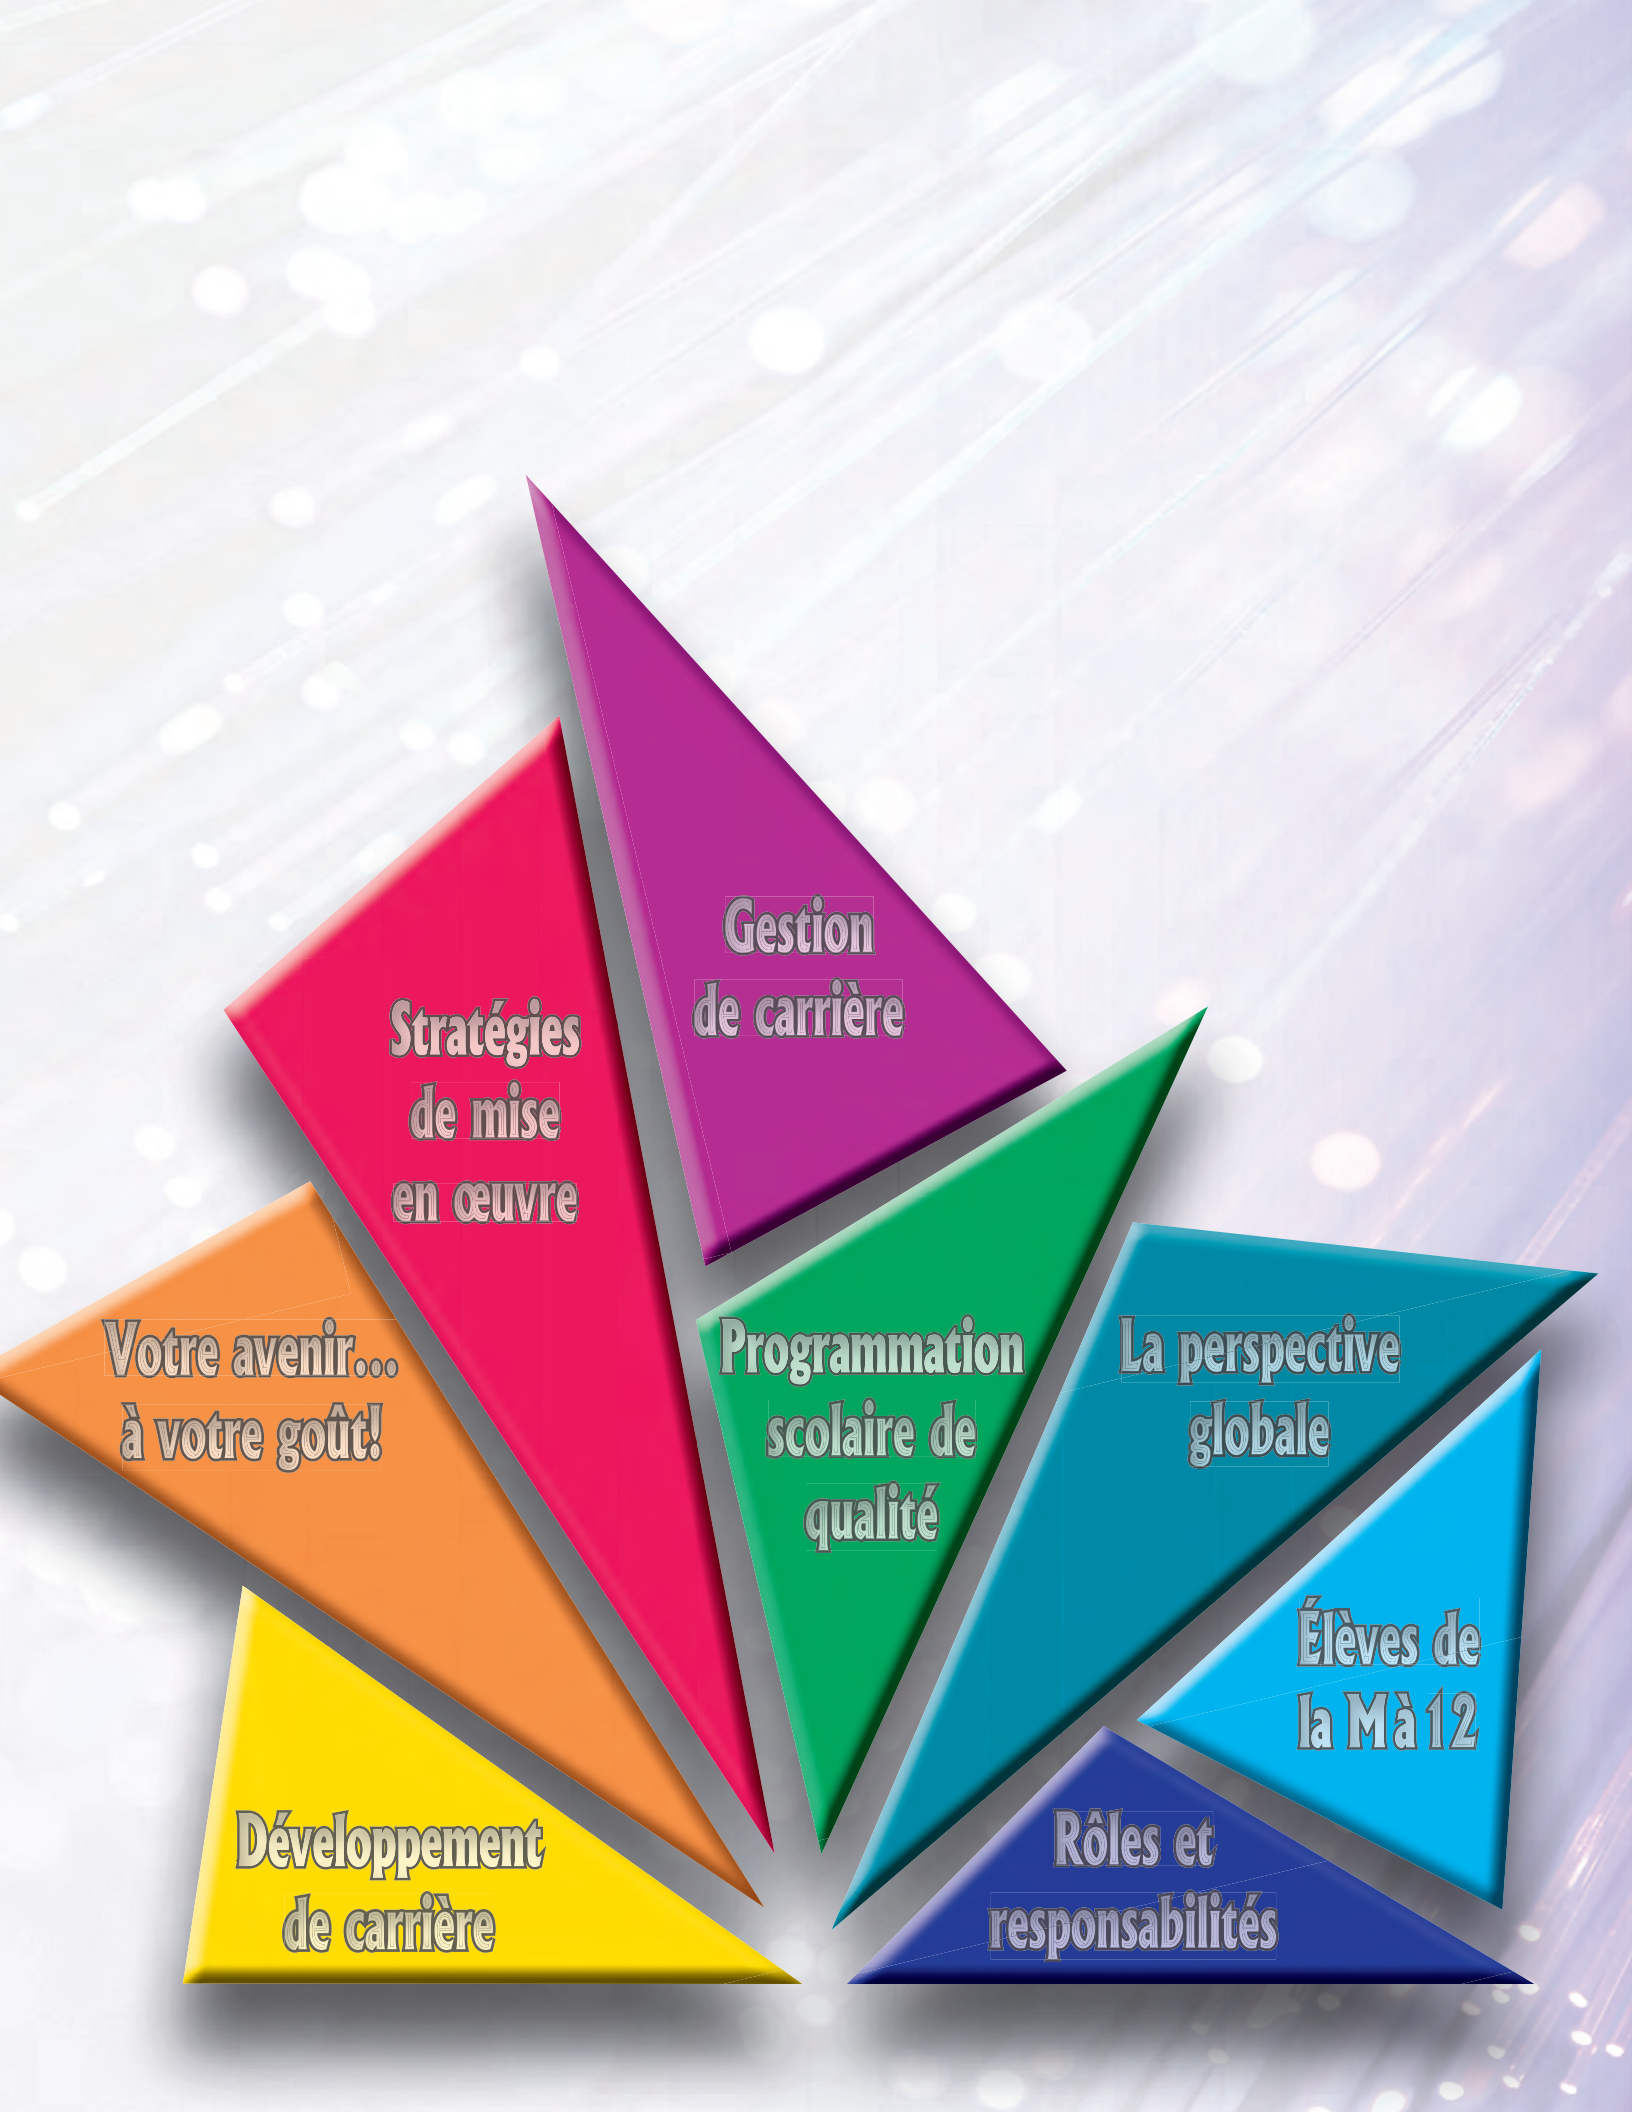 Gestion
de carrière
Stratégies
de mise
en œuvre
Votre avenir...
à votre goût!
Programmation
scolaire de
qualité
La perspective
globale
Élèves de
la M à 12
Développement
de carrière
Rôles et
responsabilités